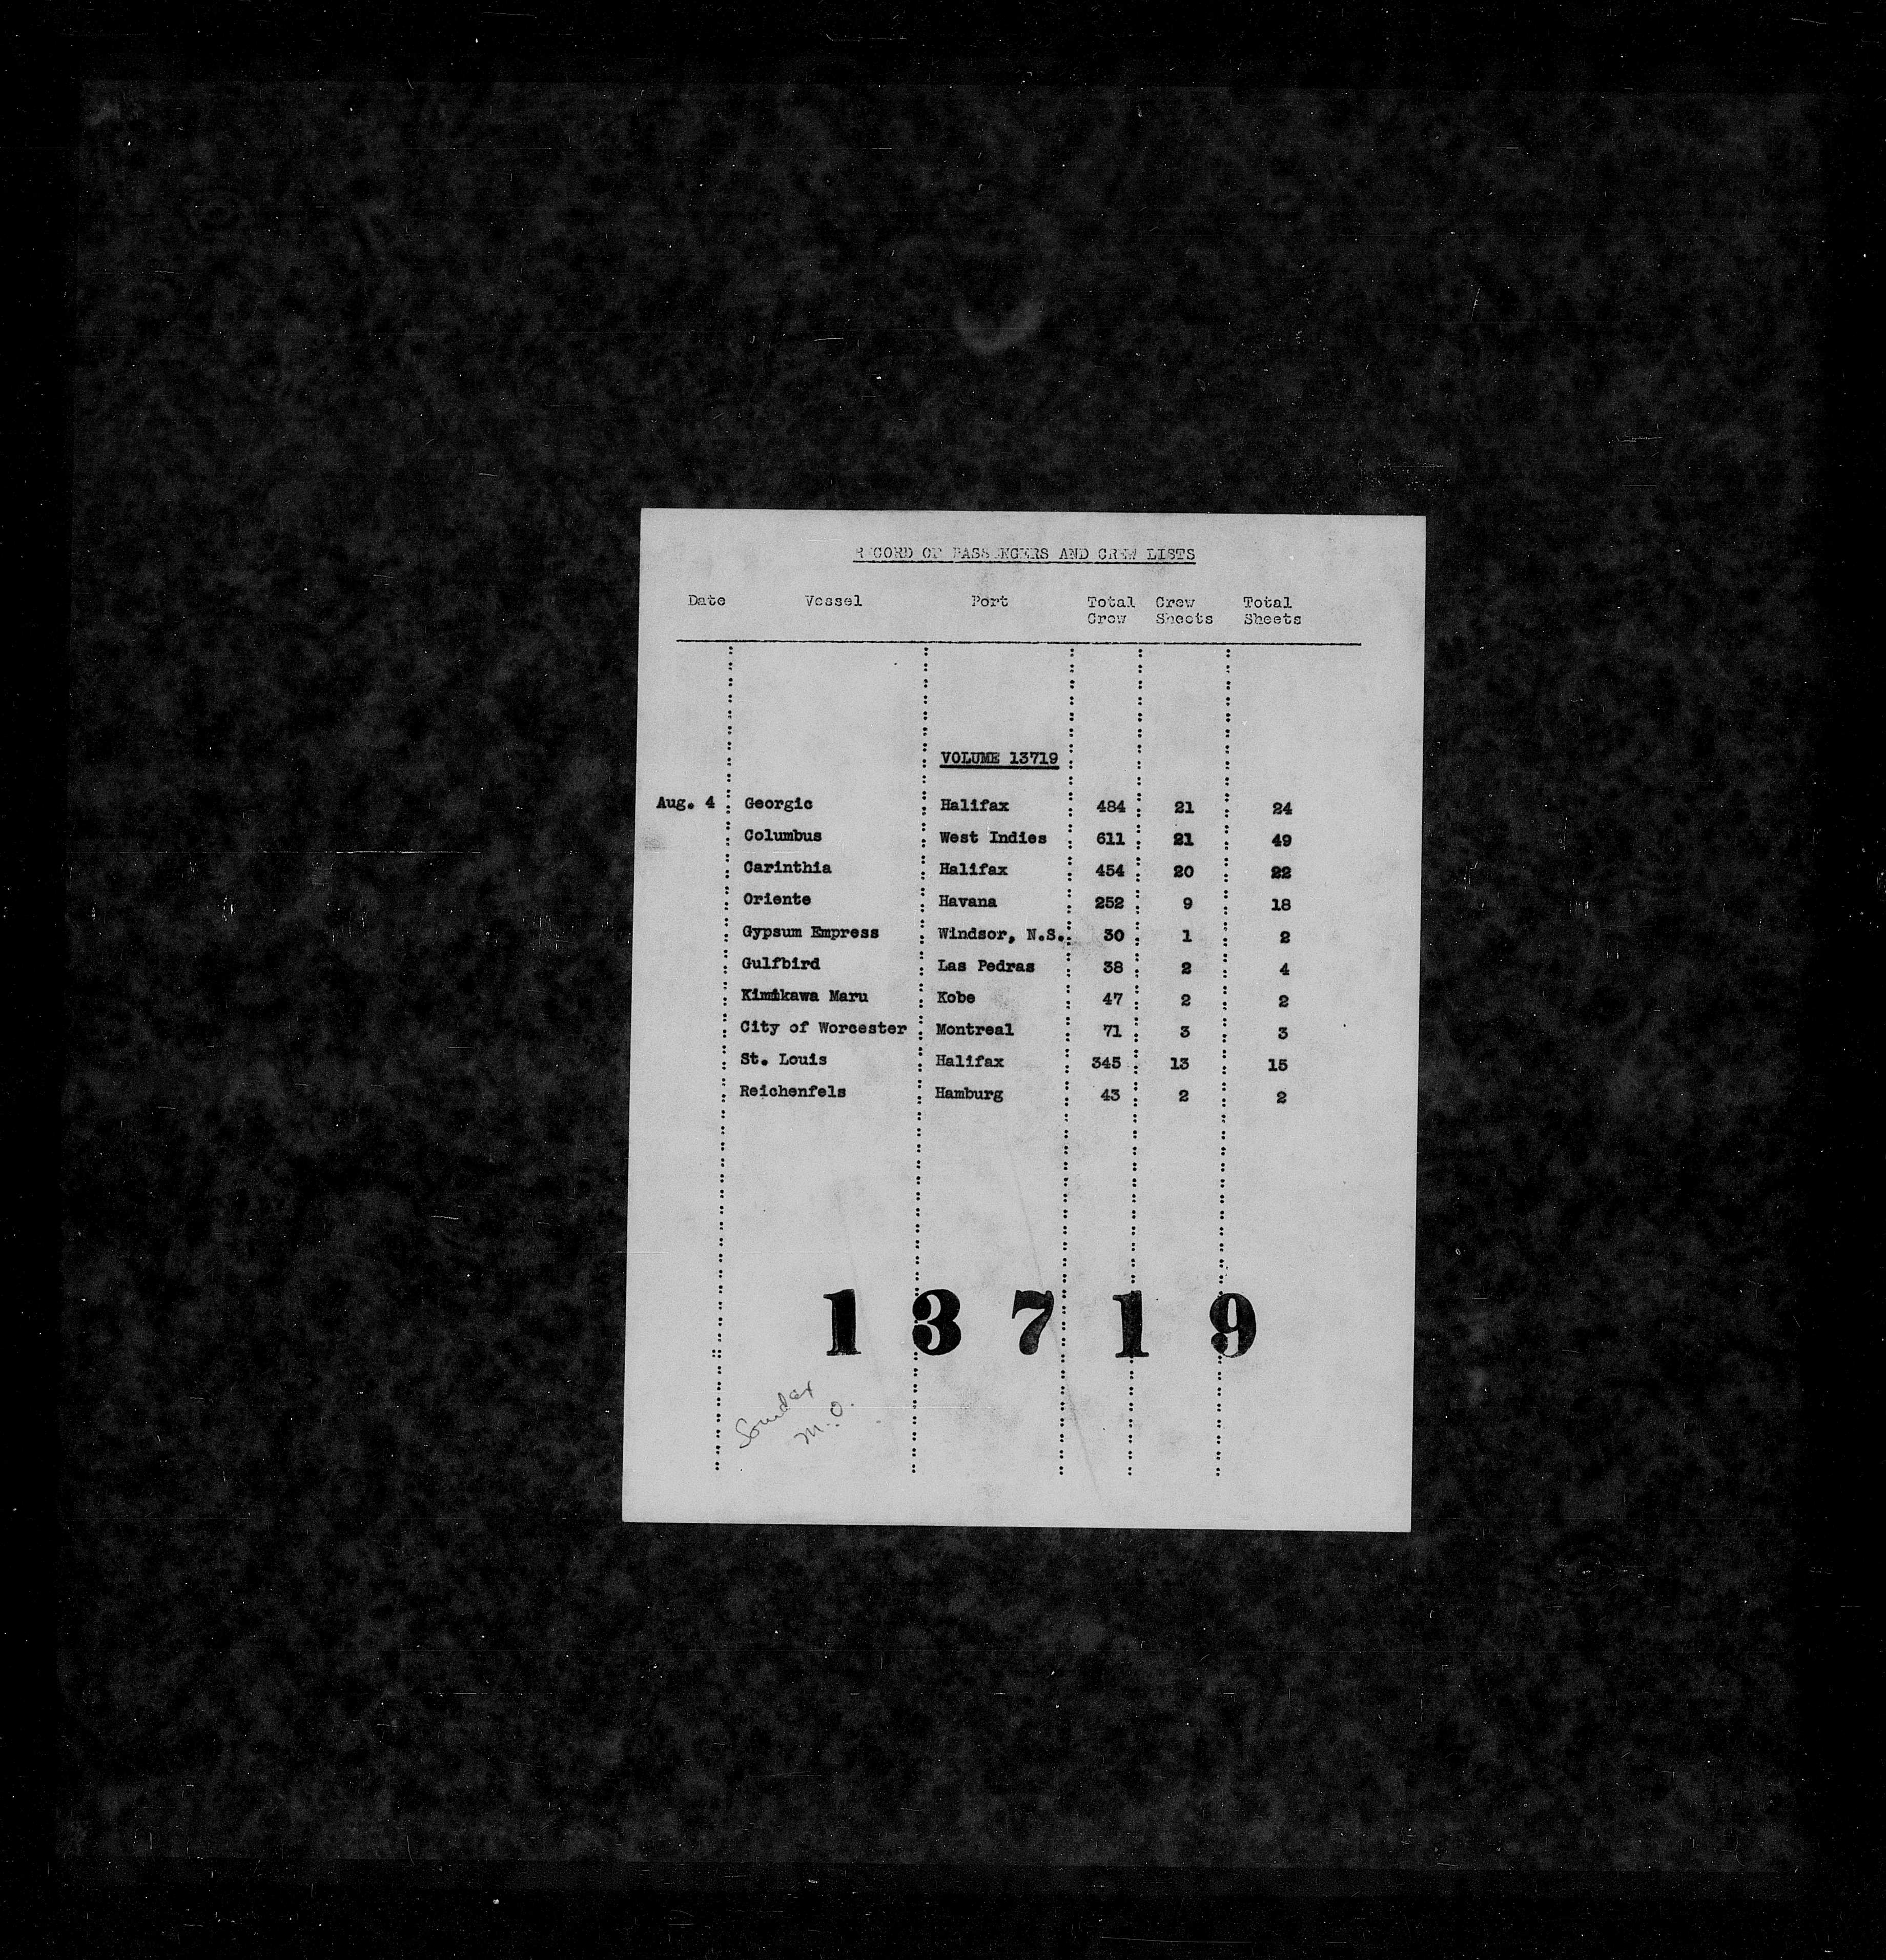 RECORD OF PASSENGERS AND CREW LISTS
Date Vessel Port Total Crew Total
Crew Sheets Sheets
VOLUME 13719
Aug. 4 Georgic Halifax 484 21 24
Columbus West Indies 611 21 49
Carinthia Halifax 454 20 22
Oriente Havana 252 9 18
Gypsum Empress Windsor, N.S. 30 1 2
Gulfbird Las Pedras 38 2 4
Kimikawa Maru Kobe 47 2 2
City of Worcester Montreal 71 3 3
St. Louis Halifax 345 13 15
Reichenfels Hamburg 43 2 2
13719
M.O.